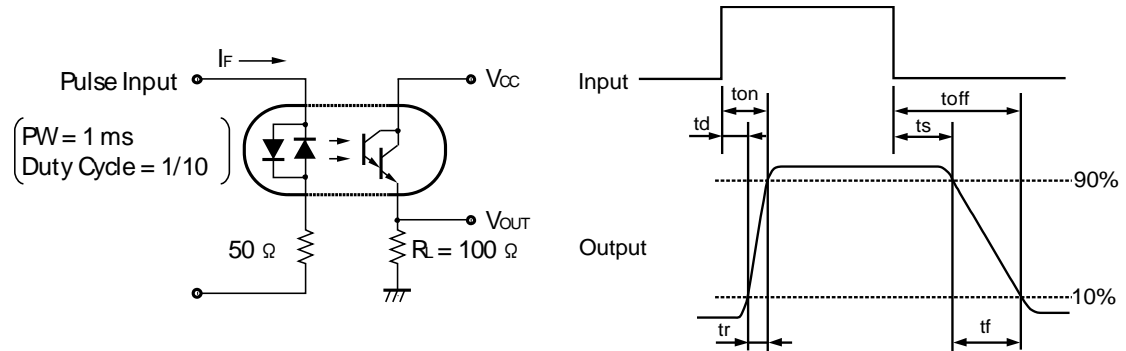 IF
Pulse Input
VCC
PW = 1 ms
Duty Cycle = 1/10
VOUT
50 Ω
RL = 100 Ω
Input
ton
toff
td
ts
90%
Output
10%
tr
tf